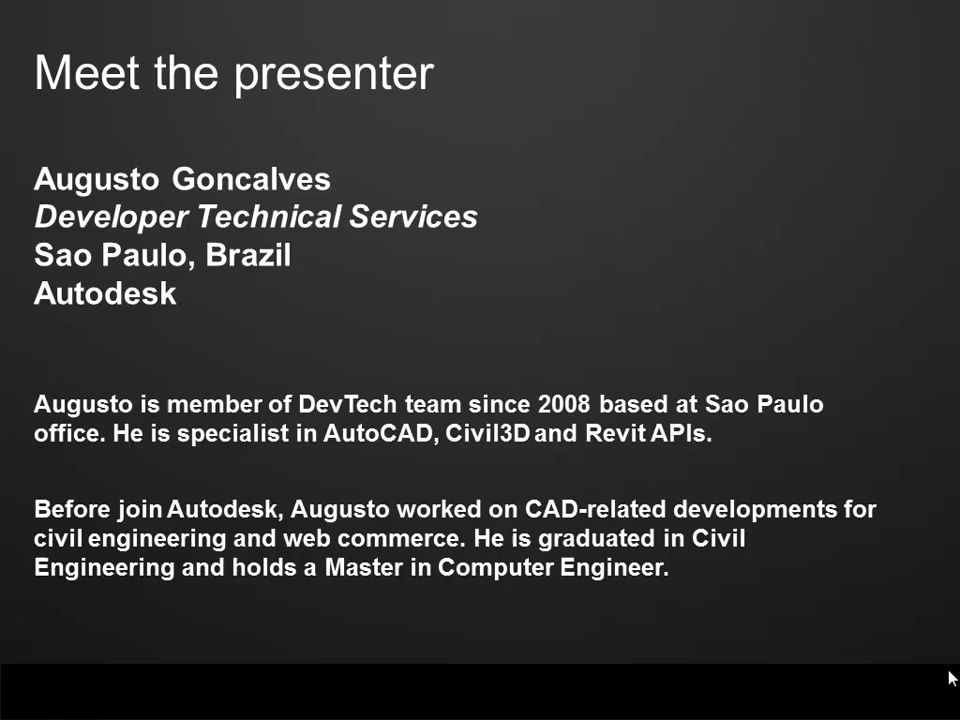 Meet the presenter
Augusto Goncalves
Developer Technical Services
Sao Paulo, Brazil
Autodesk
Augusto is member of DevTech team since 2008 based at Sao Paulo
office. He is specialist in AutoCAD, Civil3D and Revit APIs.
Before join Autodesk, Augusto worked on CAD-related developments for
civil engineering and web commerce. He is graduated in Civil
Engineering and holds a Master in Computer Engineer.